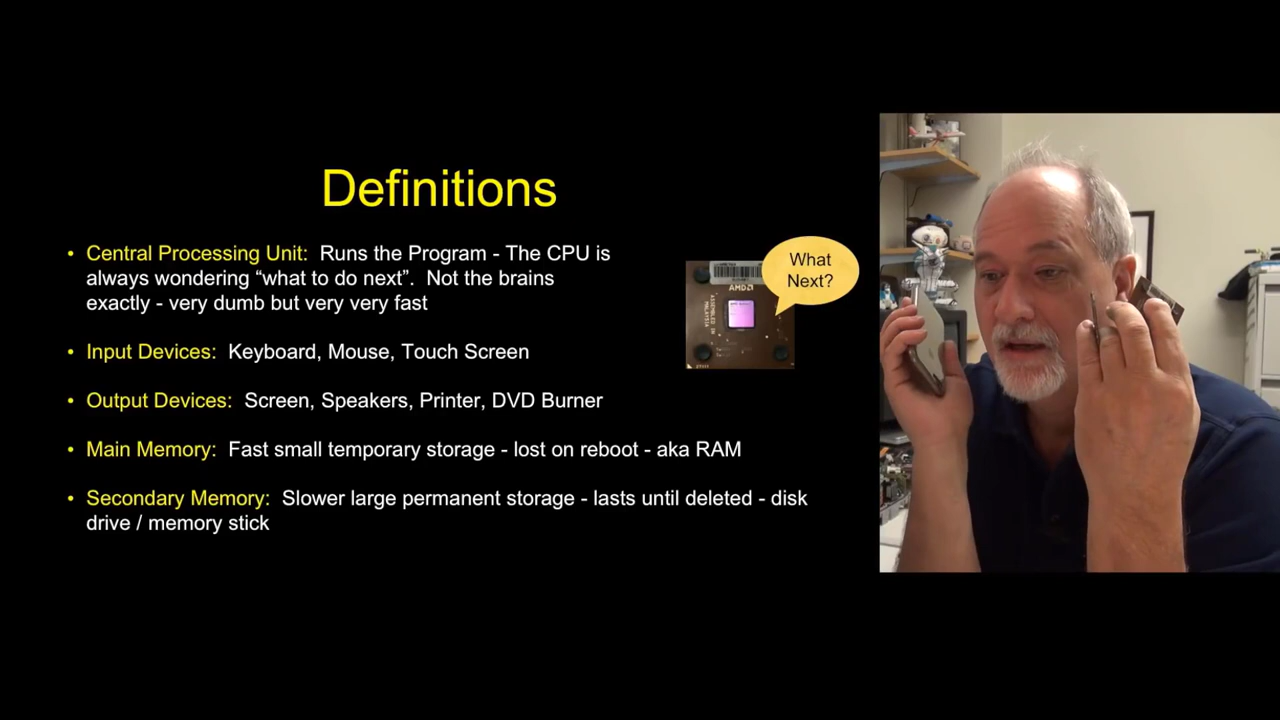 Definitions
• Central Processing Unit: Runs the Program - The CPU is
always wondering “what to do next”. Not the brains
exactly - very dumb but very very fast
What
Next?
AMD
ASSEMBLED IN
MALAYSIA
• Input Devices: Keyboard, Mouse, Touch Screen
• Output Devices: Screen, Speakers, Printer, DVD Burner
• Main Memory: Fast small temporary storage - lost on reboot - aka RAM
• Secondary Memory: Slower large permanent storage - lasts until deleted - disk
drive / memory stick